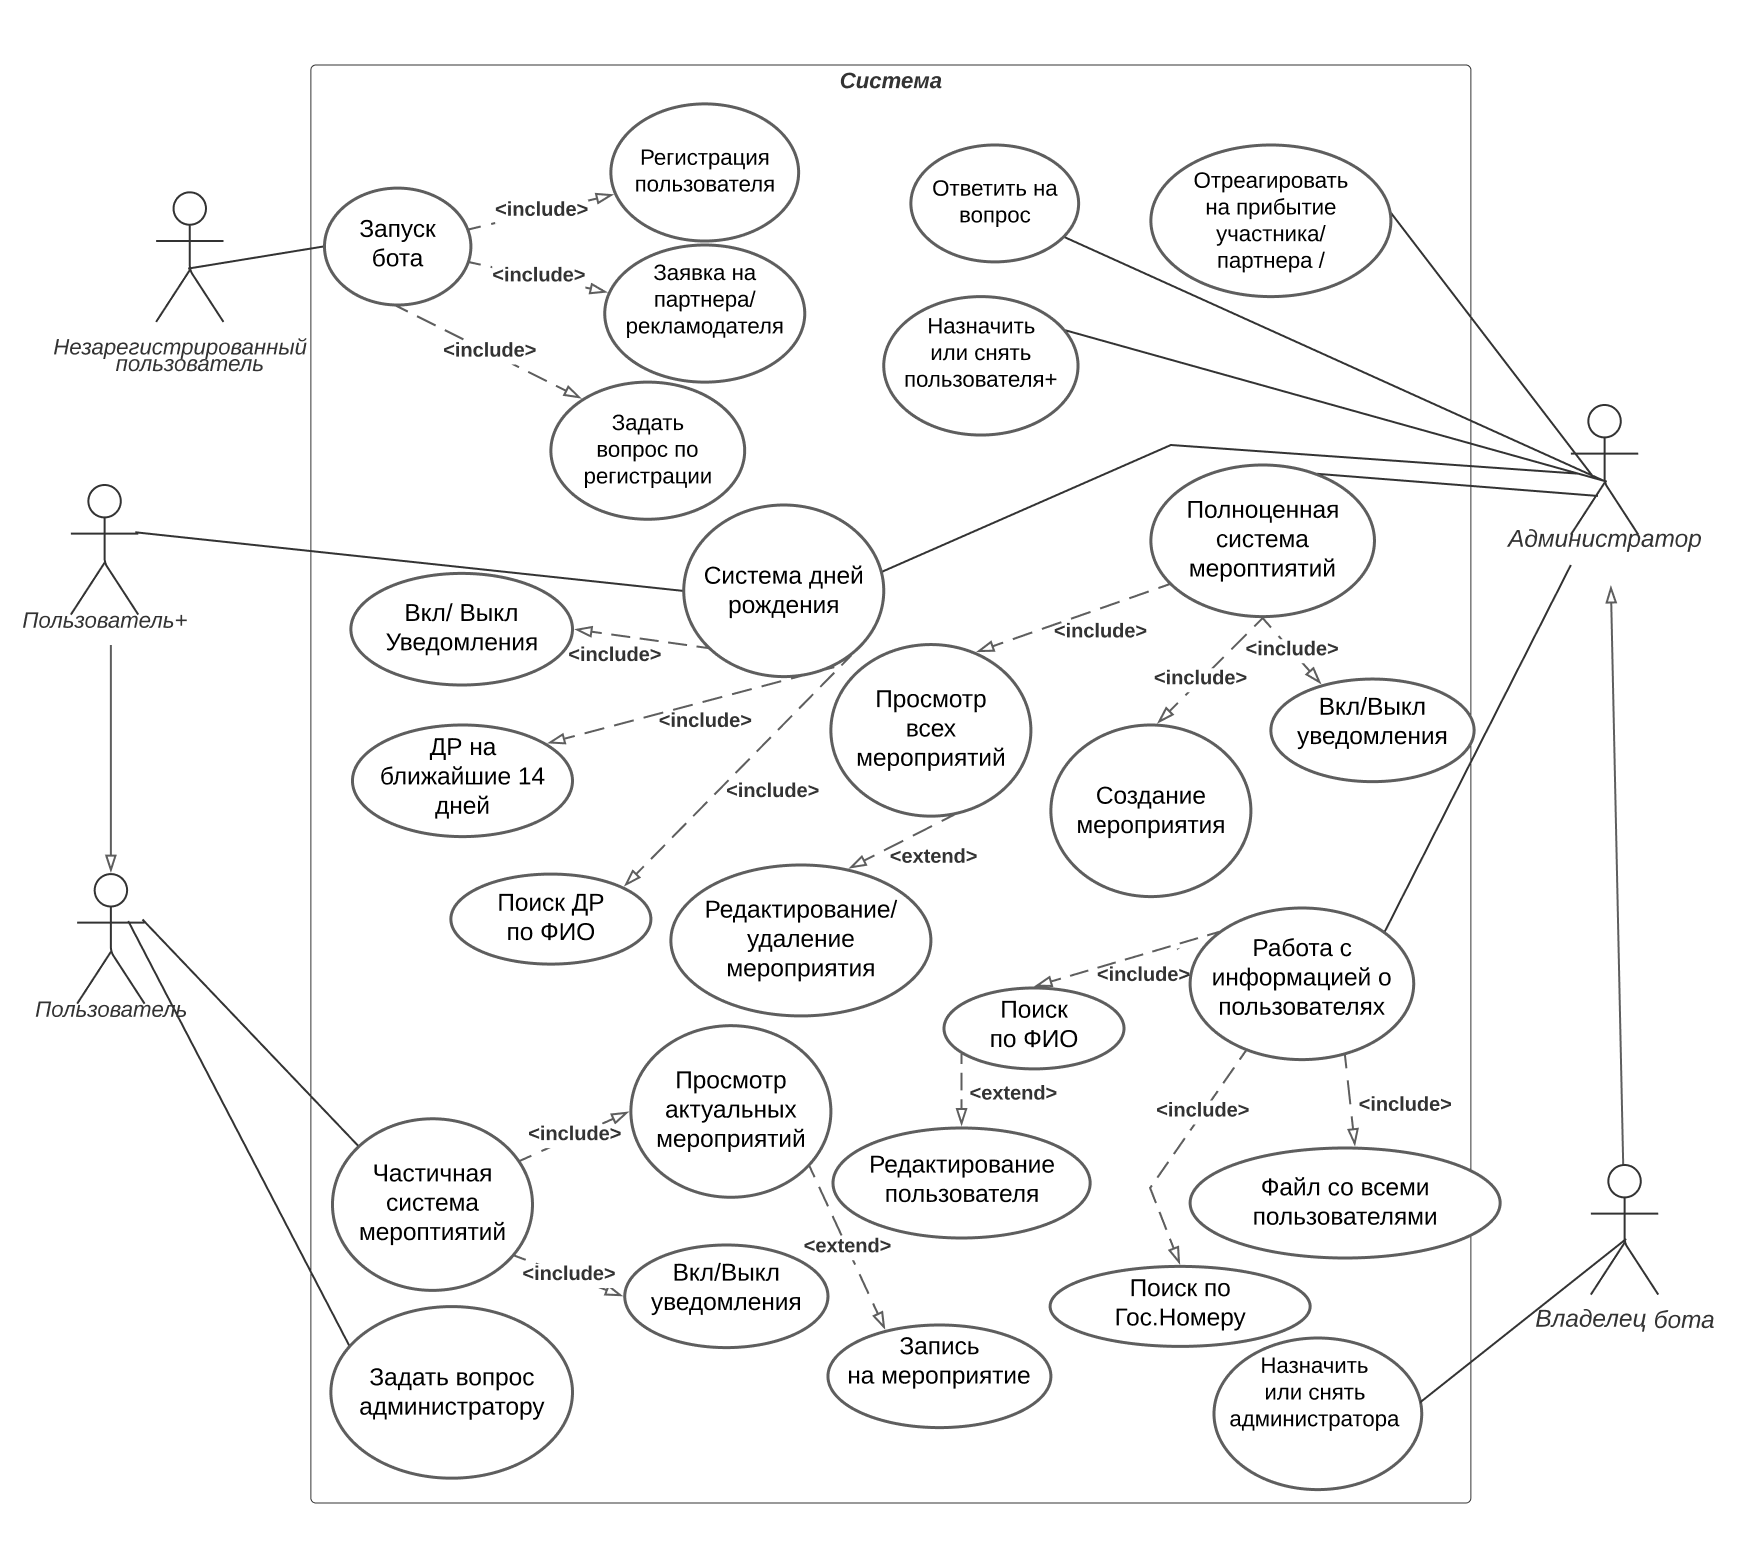 Система
Регистрация
пользователя
<include>
Запуск
бота
<include>
Заявка на
партнера/
рекламодателя
<include>
Задать
вопрос по
регистрации
Незарегистрированный
пользователь
Ответить на
вопрос
Отреагировать
на прибытие
участника/
партнера /
Назначить
или снять
пользователя+
Администратор
Пользователь+
Система дней
рождения
Вкл/ Выкл
Уведомления
<include>
ДР на
ближайшие 14
дней
<include>
<include>
Поиск ДР
по ФИО
Полноценная
система
мероптиятий
<include>
<include>
<include>
Просмотр
всех
мероприятий
Вкл/Выкл
уведомления
Создание
мероприятия
<extend>
Редактирование/
удаление
мероприятия
Работа с
информацией о
пользователях
<include>
Поиск
по ФИО
<extend>
<include>
<include>
Редактирование
пользователя
Файл со всеми
пользователями
Поиск по
Гос.Номеру
Пользователь
Просмотр
актуальных
мероприятий
<include>
Частичная
система
мероптиятий
<include>
Вкл/Выкл
уведомления
<extend>
Запись
на мероприятие
Задать вопрос
администратору
Назначить
или снять
администратора
Владелец бота